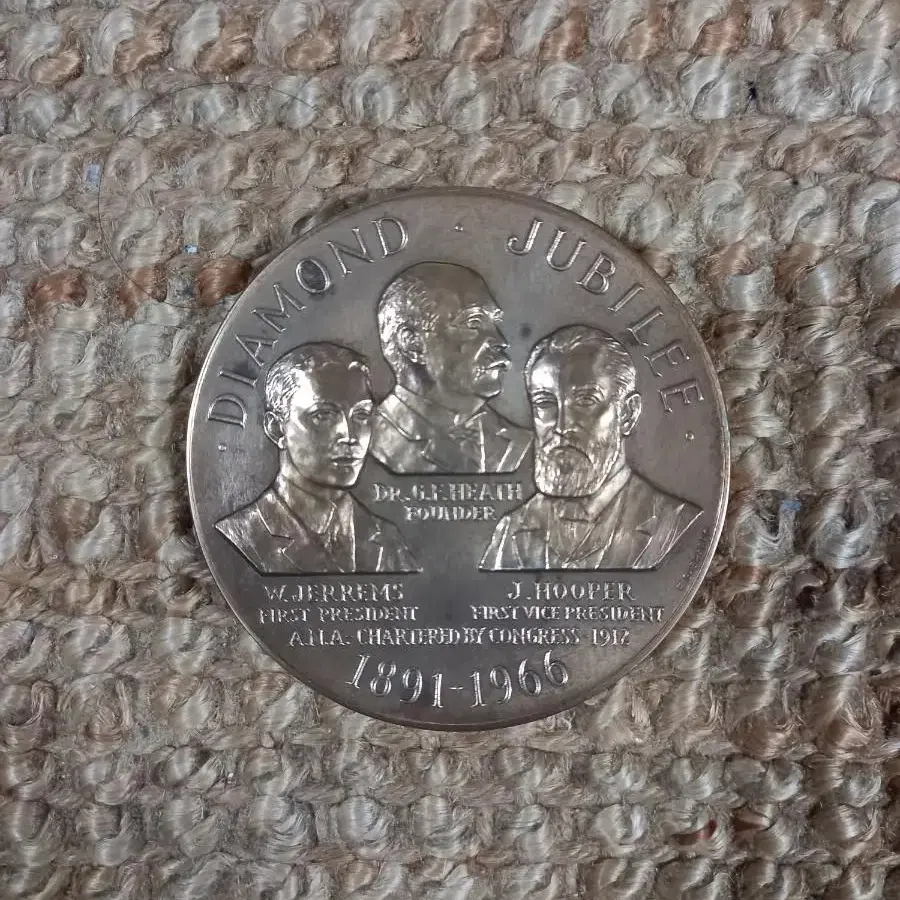 DIAMOND · JUBILEE
DR. G.F. HEATH
FOUNDER
W. JERREMS
FIRST PRESIDENT
J. HOOPER
FIRST VICE PRESIDENT
A.N.A. CHARTERED BY CONGRESS 1912
1891-1966